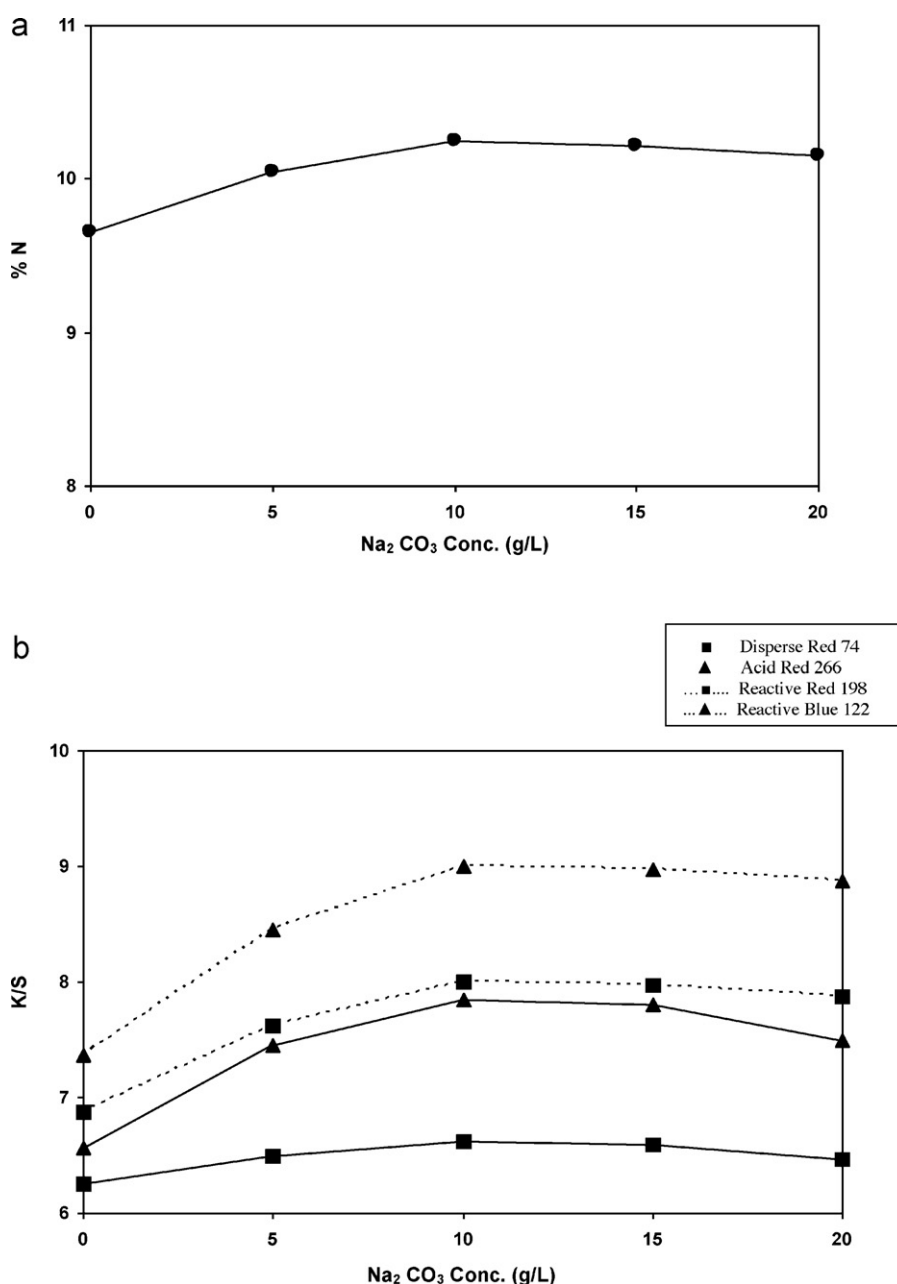 a
11
10
% N
9
8
0 5 10 15 20
Na₂ CO₃ Conc. (g/L)
b
Disperse Red 74
Acid Red 266
Reactive Red 198
Reactive Blue 122
10
9
8
K/S
7
6
0 5 10 15 20
Na₂ CO₃ Conc. (g/L)